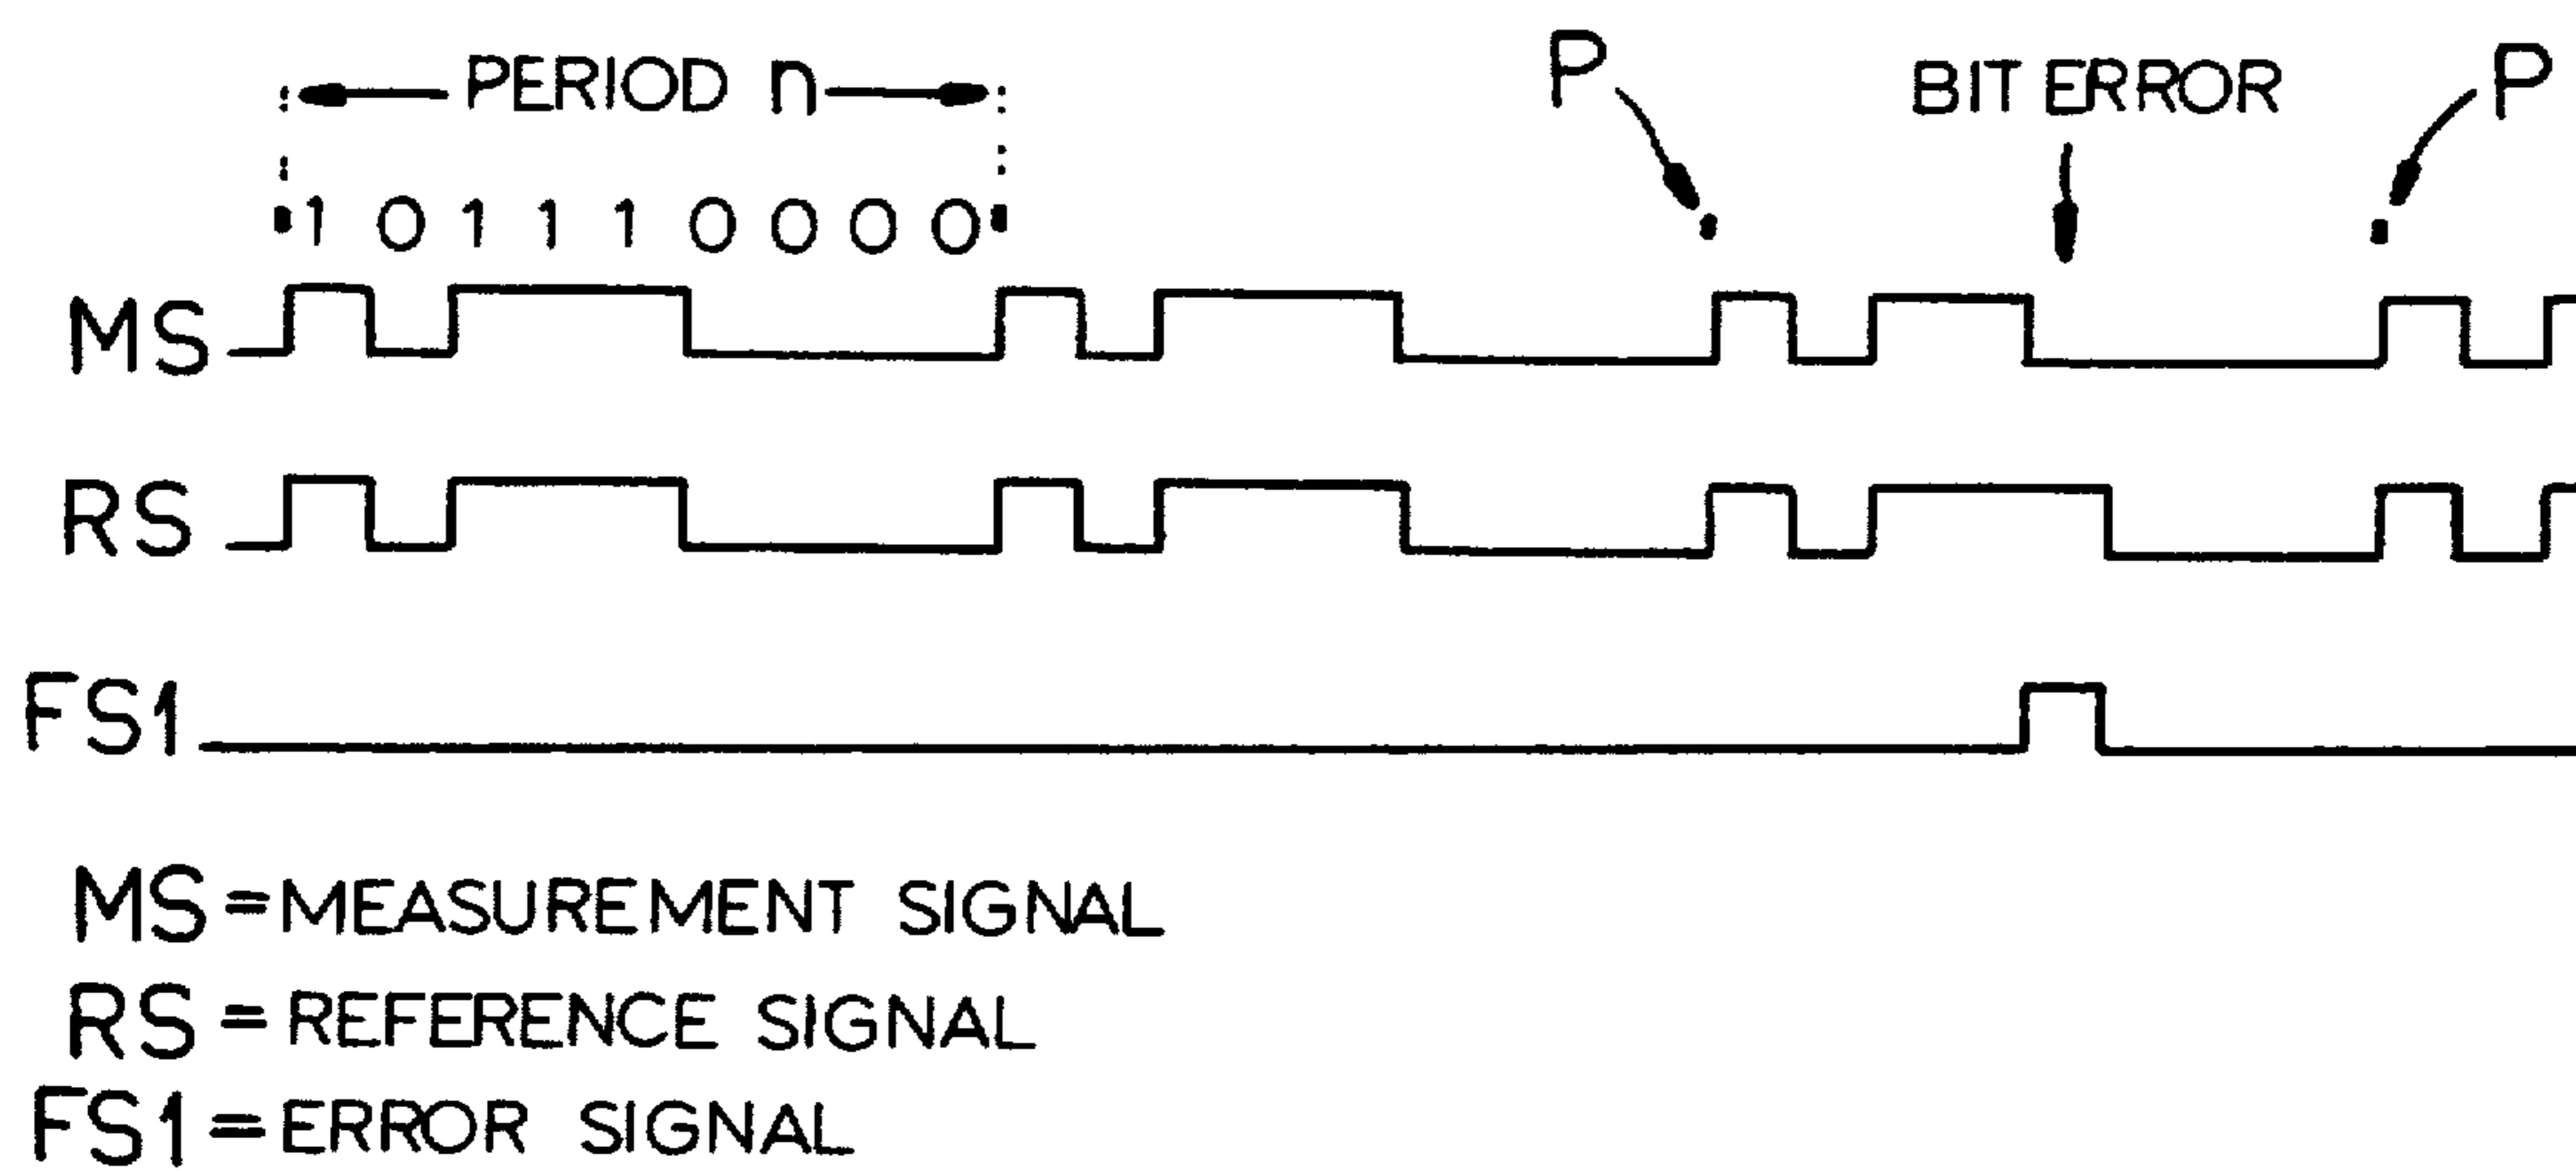 PERIOD n
P
BIT ERROR
P
1 0 1 1 1 0 0 0 0
MS
RS
FS1
MS = MEASUREMENT SIGNAL
RS = REFERENCE SIGNAL
FS1 = ERROR SIGNAL